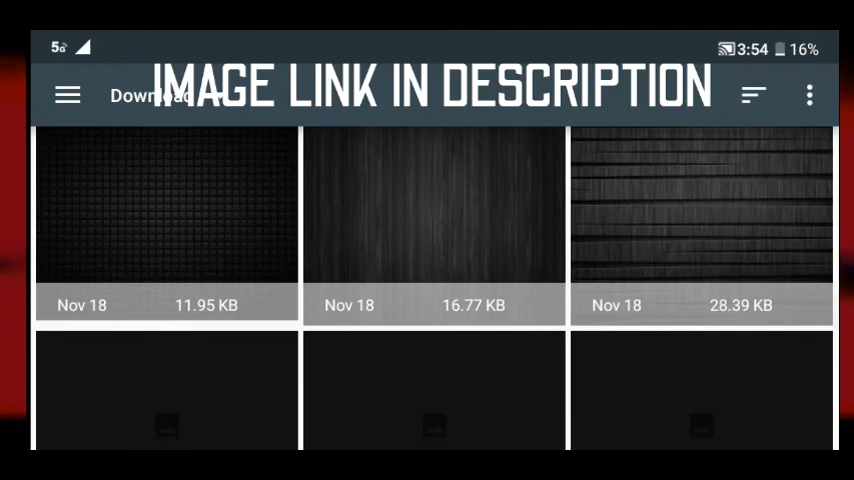 5G 3:54 16%
IMAGE LINK IN DESCRIPTION
Download
Nov 18 11.95 KB Nov 18 16.77 KB Nov 18 28.39 KB